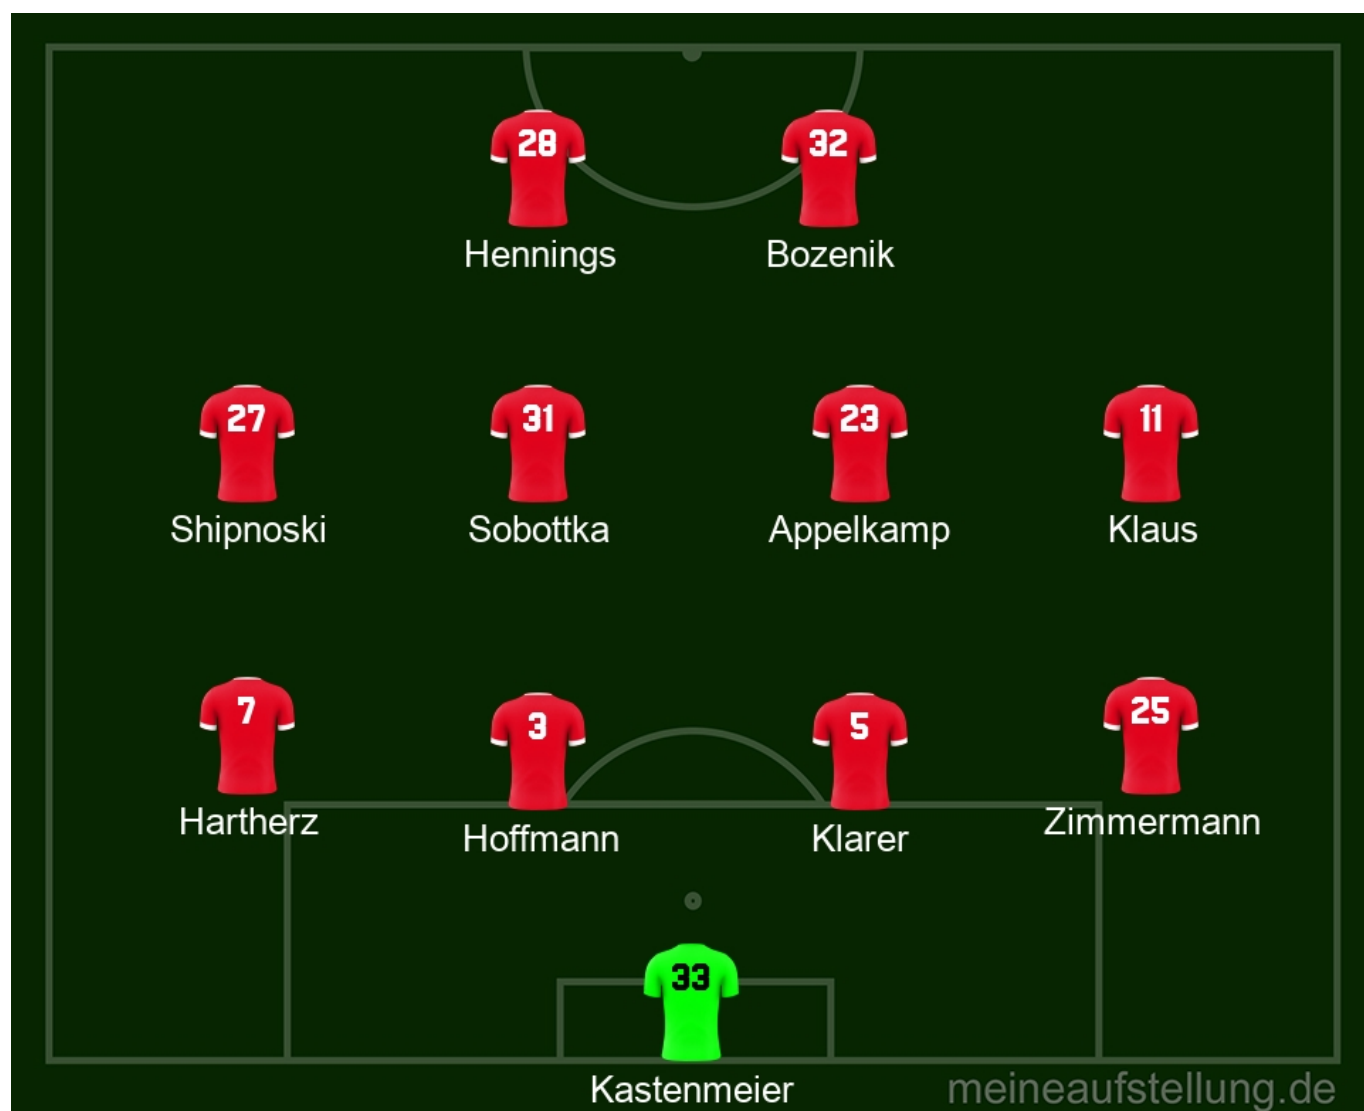 28 32
Hennings Bozenik
27 31 23 11
Shipnoski Sobottka Appelkamp Klaus
7 3 5 25
Hartherz Hoffmann Klarer Zimmermann
33
Kastenmeier
meineaufstellung.de